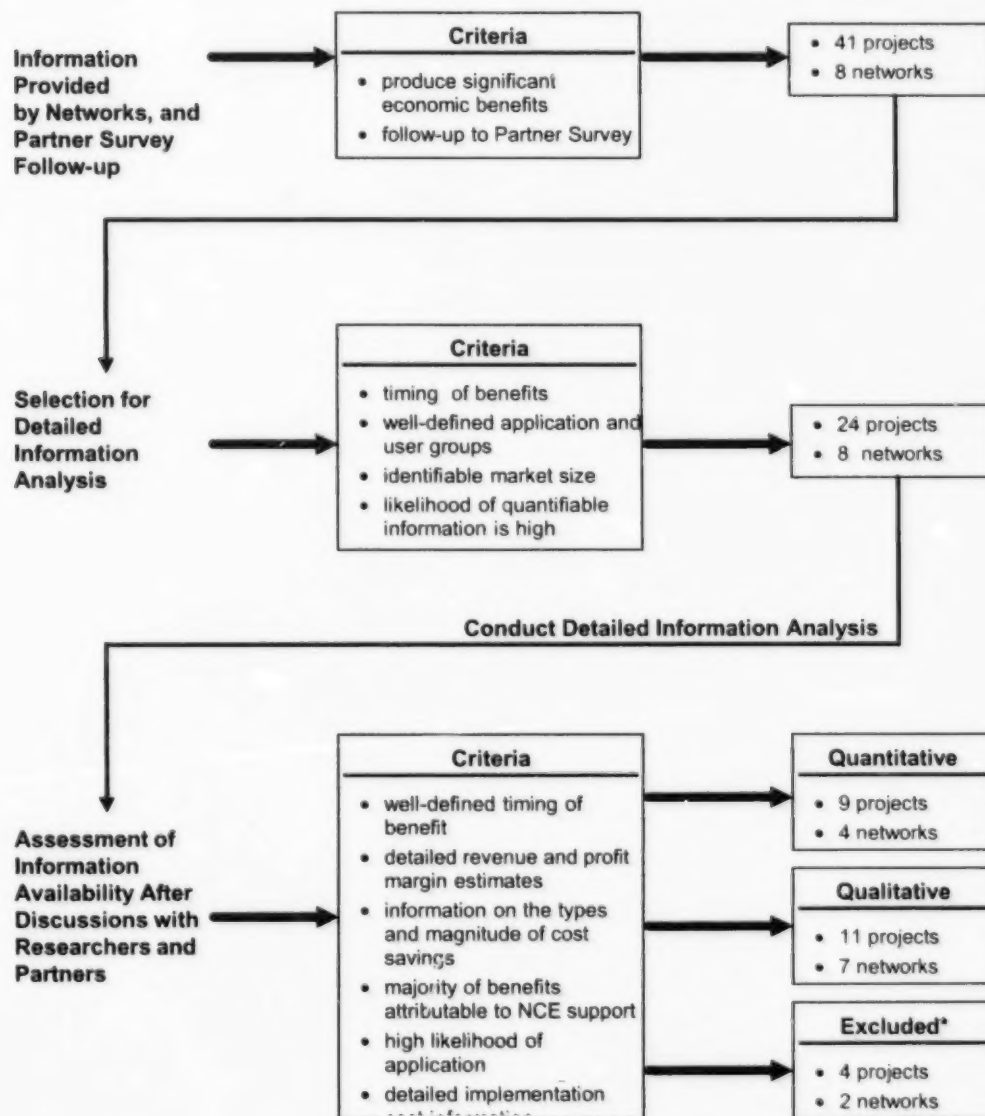 Information
Provided
by Networks, and
Partner Survey
Follow-up
Criteria
• produce significant
economic benefits
• follow-up to Partner Survey
• 41 projects
• 8 networks
Selection for
Detailed
Information
Analysis
Criteria
• timing of benefits
• well-defined application and
user groups
• identifiable market size
• likelihood of quantifiable
information is high
• 24 projects
• 8 networks
Conduct Detailed Information Analysis
Assessment of
Information
Availability After
Discussions with
Researchers and
Partners
Criteria
• well-defined timing of
benefit
• detailed revenue and profit
margin estimates
• information on the types
and magnitude of cost
savings
• majority of benefits
attributable to NCE support
• high likelihood of
application
• detailed implementation
Quantitative
• 9 projects
• 4 networks
Qualitative
• 11 projects
• 7 networks
Excluded*
• 4 projects
• 2 networks